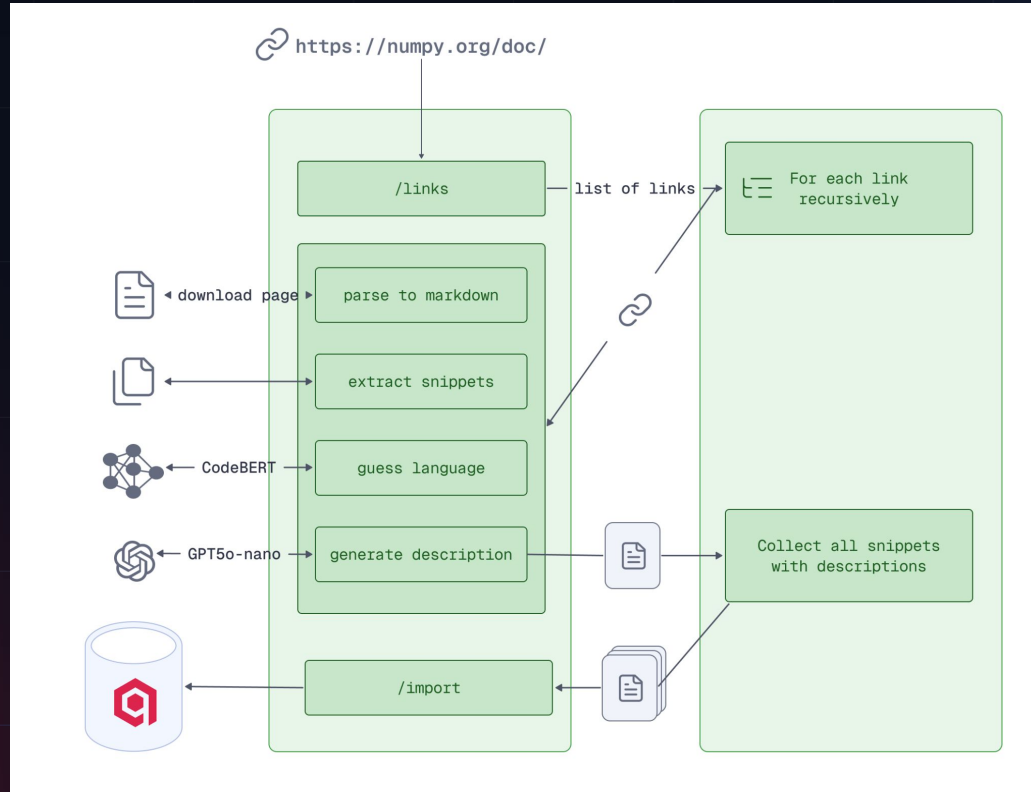 https://numpy.org/doc/
/links
list of links
For each link
recursively
download page
parse to markdown
extract snippets
CodeBERT
guess language
GPT5o-nano
generate description
Collect all snippets
with descriptions
/import